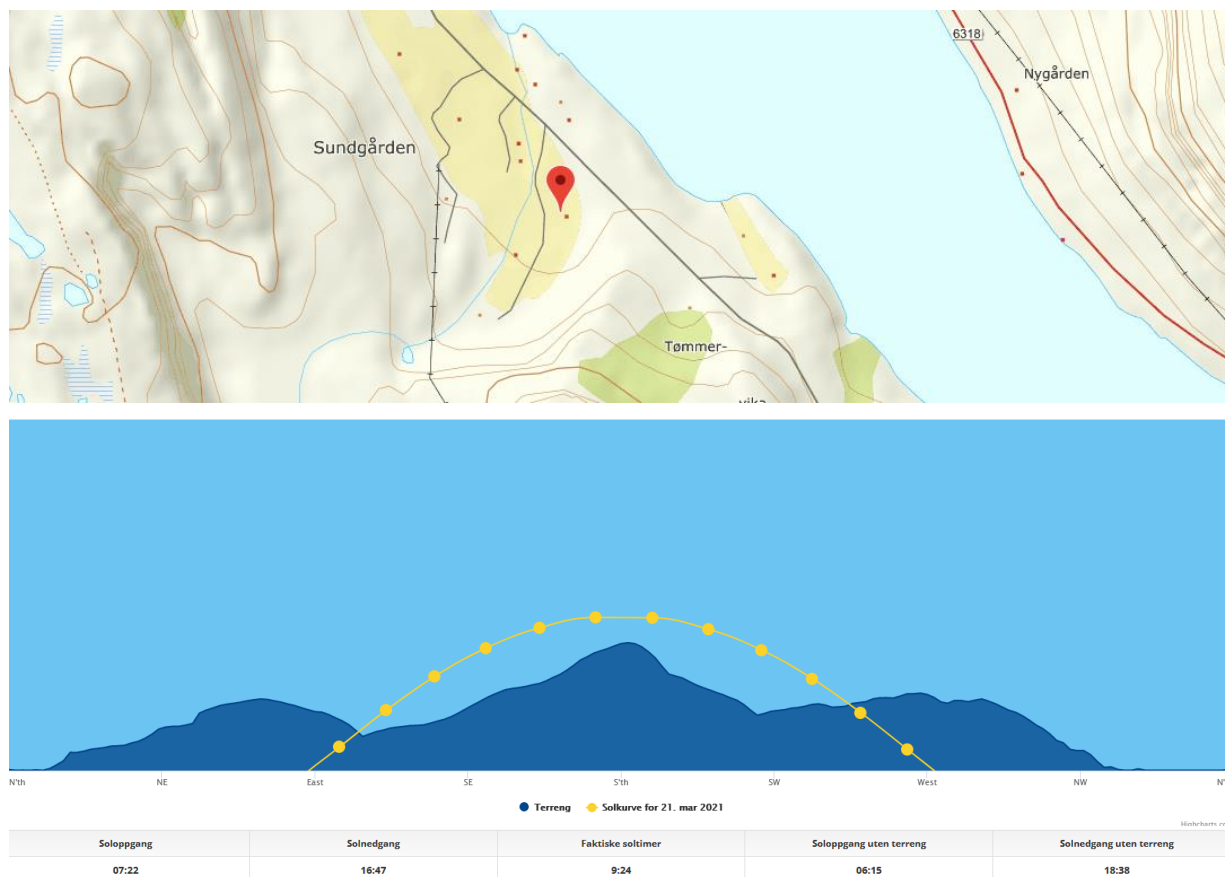 6318
Nygården
Sundgården
Tømmer-
vika
N'th NE East SE S'th SW West NW N'
Terreng Solkurve for 21. mar 2021
Highcharts.co
Soloppgang Solnedgang Faktiske soltimer Soloppgang uten terreng Solnedgang uten terreng
07:22 16:47 9:24 06:15 18:38